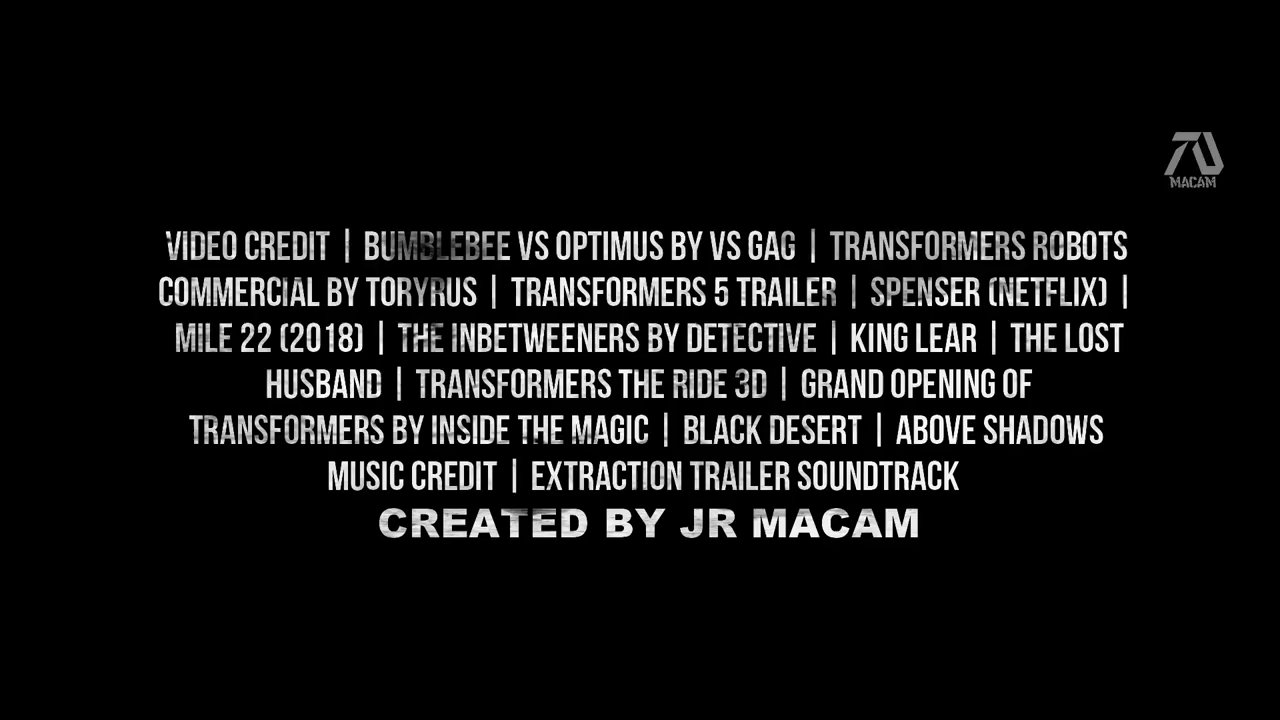 MACAM
VIDEO CREDIT | BUMBLEBEE VS OPTIMUS BY VS GAG | TRANSFORMERS ROBOTS
COMMERCIAL BY TORYRUS | TRANSFORMERS 5 TRAILER | SPENSER (NETFLIX) |
MILE 22 (2018) | THE INBETWEENERS BY DETECTIVE | KING LEAR | THE LOST
HUSBAND | TRANSFORMERS THE RIDE 3D | GRAND OPENING OF
TRANSFORMERS BY INSIDE THE MAGIC | BLACK DESERT | ABOVE SHADOWS
MUSIC CREDIT | EXTRACTION TRAILER SOUNDTRACK
CREATED BY JR MACAM